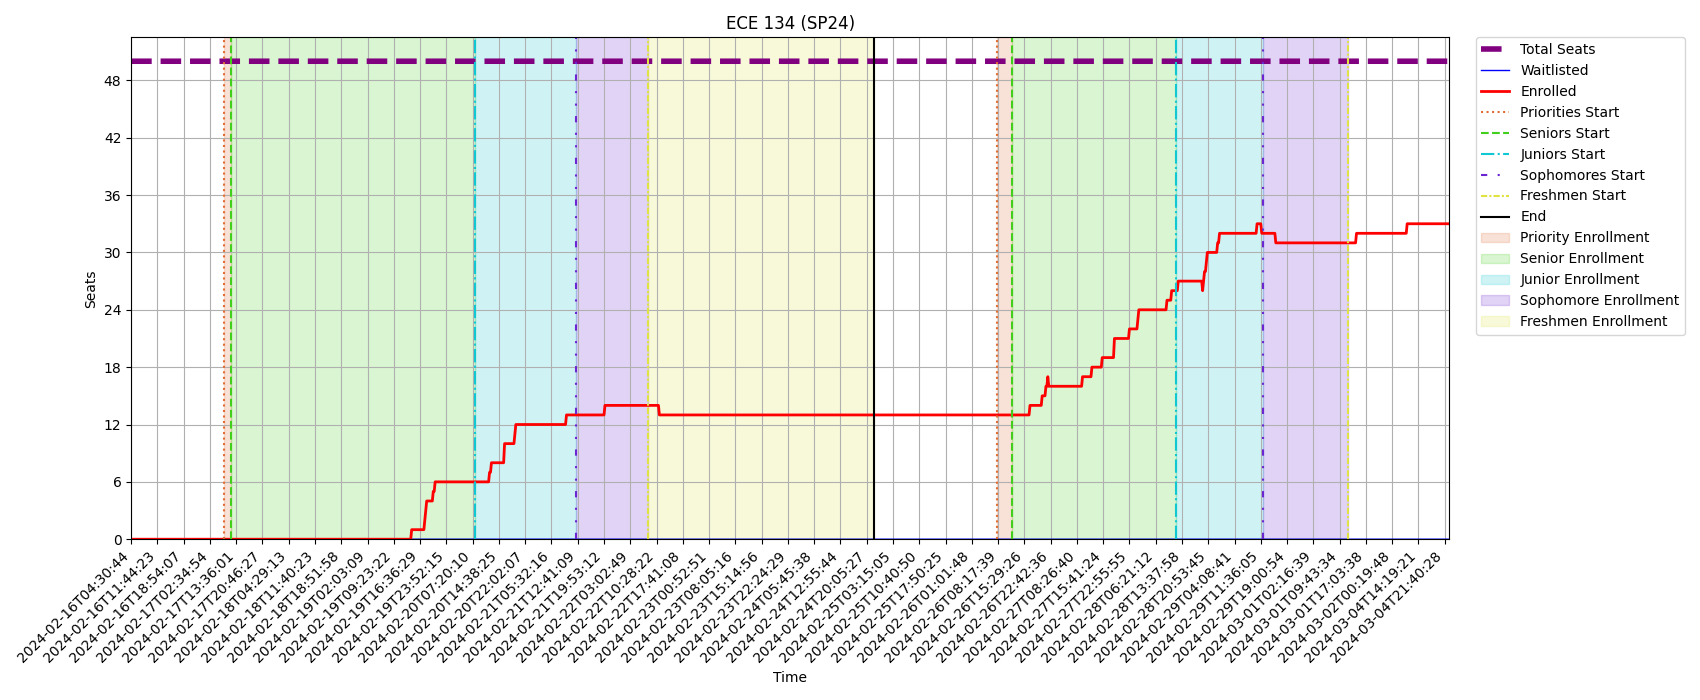 ECE 134 (SP24)
Seats
48
42
36
30
24
18
12
6
0
2024-02-16T04:30:44
2024-02-16T11:44:23
2024-02-16T18:54:07
2024-02-17T02:34:54
2024-02-17T13:36:01
2024-02-17T20:46:27
2024-02-18T04:29:13
2024-02-18T11:40:23
2024-02-18T18:51:58
2024-02-19T02:03:09
2024-02-19T09:23:22
2024-02-19T16:36:29
2024-02-19T23:52:15
2024-02-20T07:20:10
2024-02-20T14:38:25
2024-02-20T22:02:07
2024-02-21T05:32:16
2024-02-21T12:41:09
2024-02-21T19:53:12
2024-02-22T03:02:49
2024-02-22T10:28:22
2024-02-22T17:41:08
2024-02-23T00:52:51
2024-02-23T08:05:16
2024-02-23T15:14:56
2024-02-23T22:24:29
2024-02-24T05:45:38
2024-02-24T12:55:44
2024-02-24T20:05:27
2024-02-25T03:15:05
2024-02-25T10:40:50
2024-02-25T17:50:25
2024-02-26T01:01:48
2024-02-26T08:17:39
2024-02-26T15:29:26
2024-02-26T22:42:36
2024-02-27T08:26:40
2024-02-27T15:41:24
2024-02-27T22:55:55
2024-02-28T06:21:12
2024-02-28T13:37:58
2024-02-28T20:53:45
2024-02-29T04:08:41
2024-02-29T11:36:05
2024-02-29T19:00:54
2024-03-01T02:16:39
2024-03-01T09:43:34
2024-03-01T17:03:38
2024-03-02T00:19:48
2024-03-04T14:19:21
2024-03-04T21:40:28
Time
Total Seats
Waitlisted
Enrolled
Priorities Start
Seniors Start
Juniors Start
Sophomores Start
Freshmen Start
End
Priority Enrollment
Senior Enrollment
Junior Enrollment
Sophomore Enrollment
Freshmen Enrollment